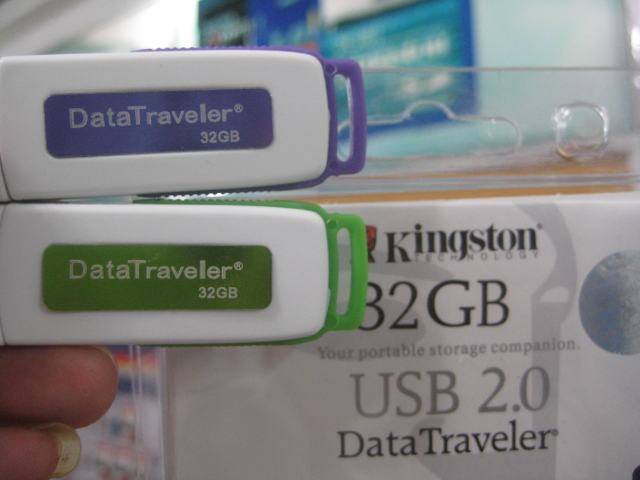 DataTraveler®
32GB
DataTraveler®
32GB
Kingston®
TECHNOLOGY
32GB
Your portable storage companion.
USB 2.0
DataTraveler®